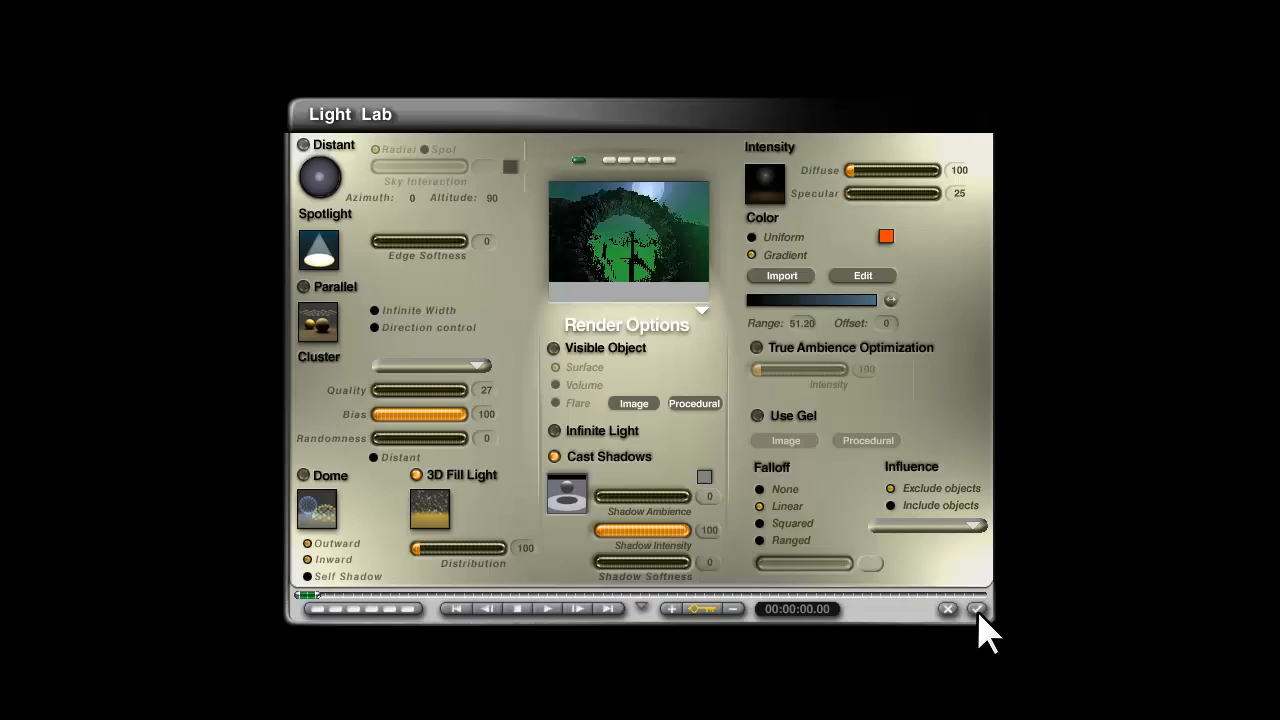 Light Lab
Distant
Radial Spot
Sky Interaction
Azimuth: 0 Altitude: 90
Spotlight
0
Edge Softness
Parallel
Infinite Width
Direction control
Cluster
Quality 27
Bias 100
Randomness 0
Distant
Dome
3D Fill Light
Outward
Inward
Self Shadow
100
Distribution
Render Options
Visible Object
Surface
Volume
Flare Image Procedural
Infinite Light
Cast Shadows
0
Shadow Ambience
100
Shadow Intensity
0
Shadow Softness
Intensity
Diffuse 100
Specular 25
Color
Uniform
Gradient
Import Edit
Range: 51.20 Offset: 0
True Ambience Optimization
100
Intensity
Use Gel
Image Procedural
Falloff
None
Linear
Squared
Ranged
Influence
Exclude objects
Include objects
00:00:00.00